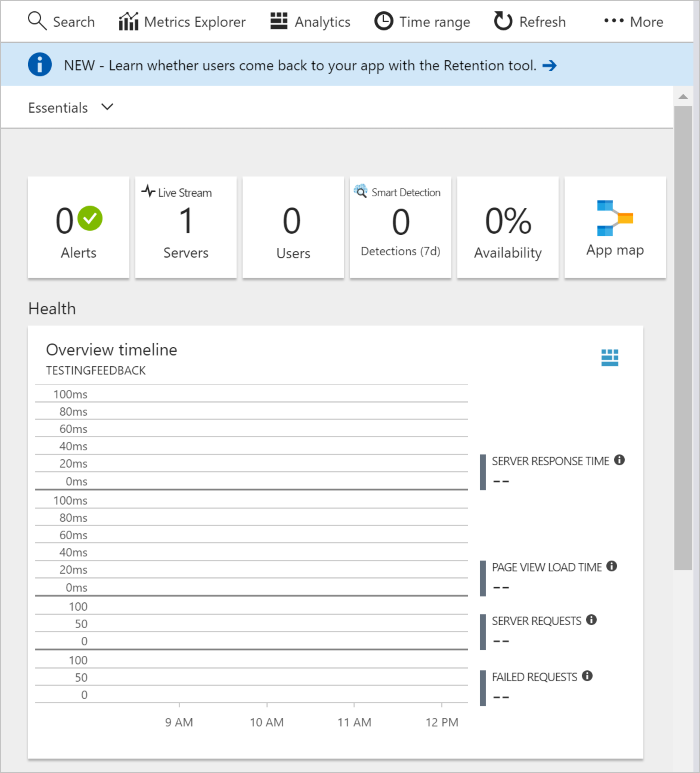 Search Metrics Explorer Analytics Time range Refresh ··· More
NEW - Learn whether users come back to your app with the Retention tool. →
Essentials
Live Stream Smart Detection
0 1 0 0 0%
Alerts Servers Users Detections (7d) Availability App map
Health
Overview timeline
TESTINGFEEDBACK
100ms
80ms
60ms
40ms
20ms
0ms
SERVER RESPONSE TIME
--
100ms
80ms
60ms
40ms
20ms
0ms
PAGE VIEW LOAD TIME
--
100
50
0
SERVER REQUESTS
--
100
50
0
FAILED REQUESTS
--
9 AM 10 AM 11 AM 12 PM